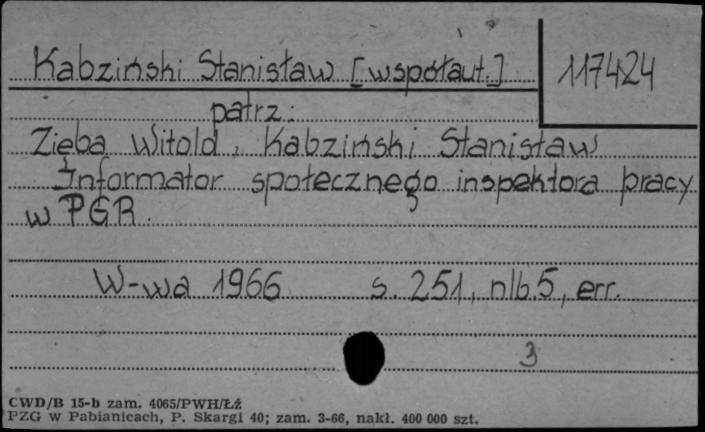 Kabziński Stanisław [współaut.]
117424
patrz:
Zięba Witold, Kabziński Stanisław
Informator społecznego inspektora pracy
w PGR.
W-wa 1966 s. 251, nlb. 5, err.
3
CWD/B 15-b zam. 4065/PWH/Łź
PZG w Pabianicach, P. Skargi 40; zam. 3-66, nakł. 400 000 szt.